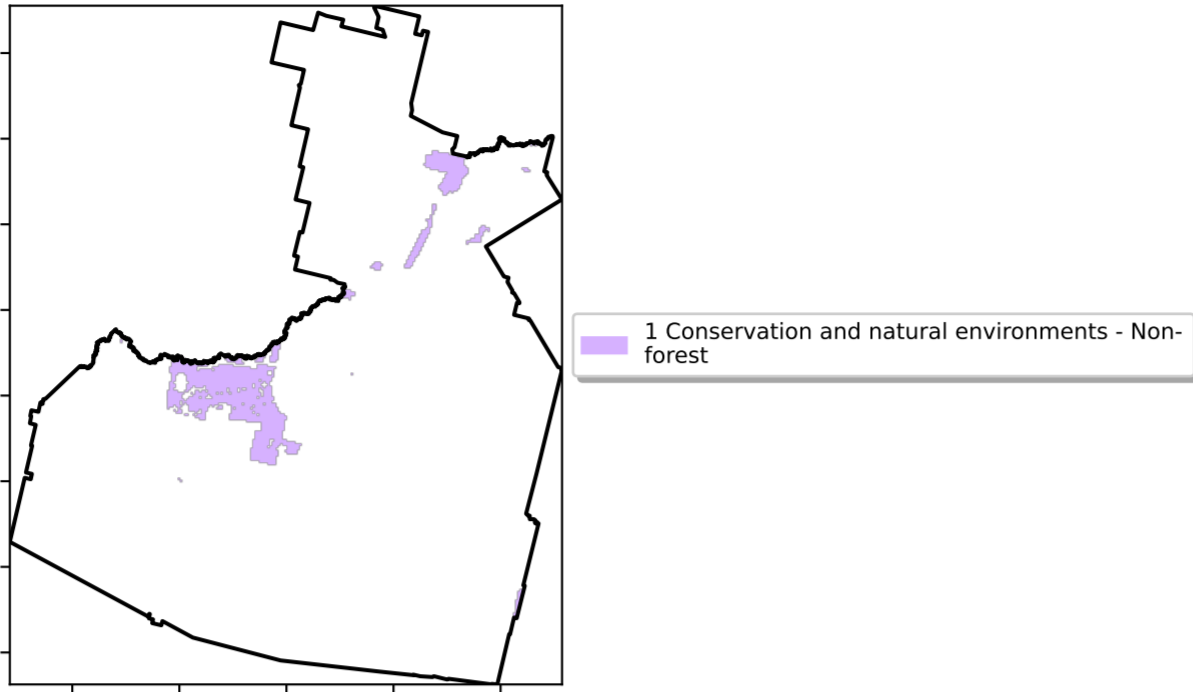 1 Conservation and natural environments - Non-
forest